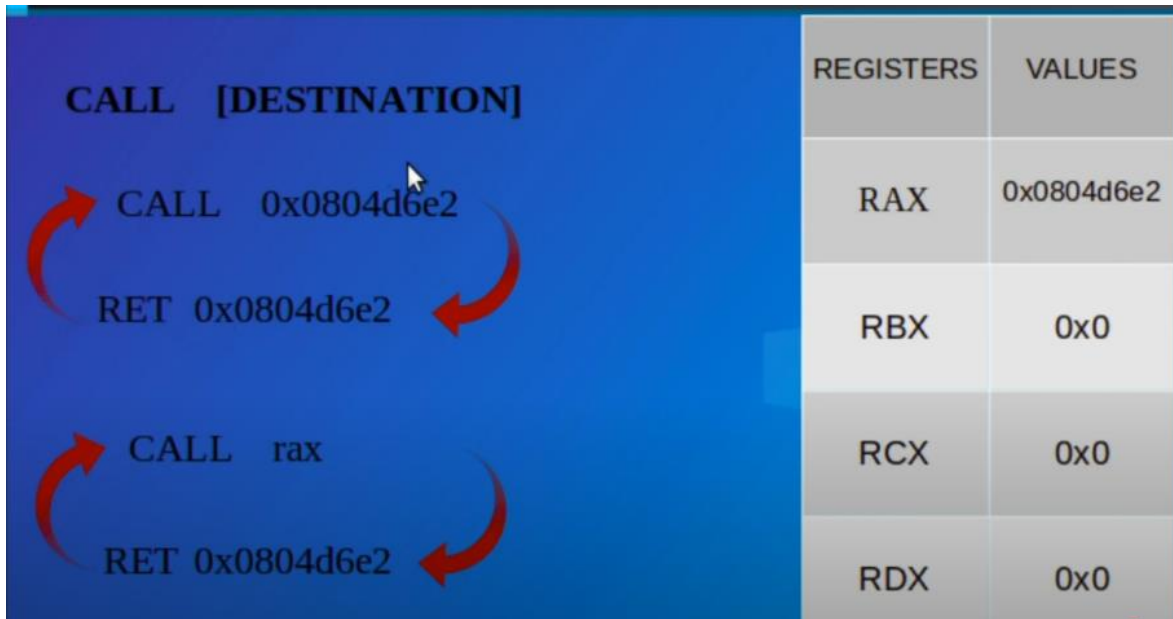 CALL [DESTINATION]
CALL 0x0804d6e2
RET 0x0804d6e2
CALL rax
RET 0x0804d6e2
REGISTERS VALUES
RAX 0x0804d6e2
RBX 0x0
RCX 0x0
RDX 0x0